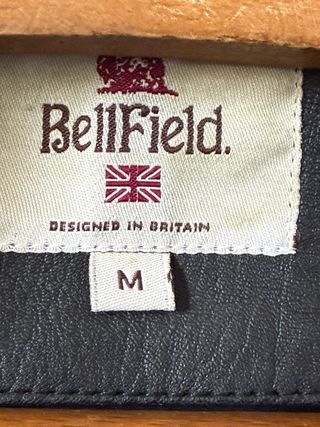 BellField.
DESIGNED IN BRITAIN
M